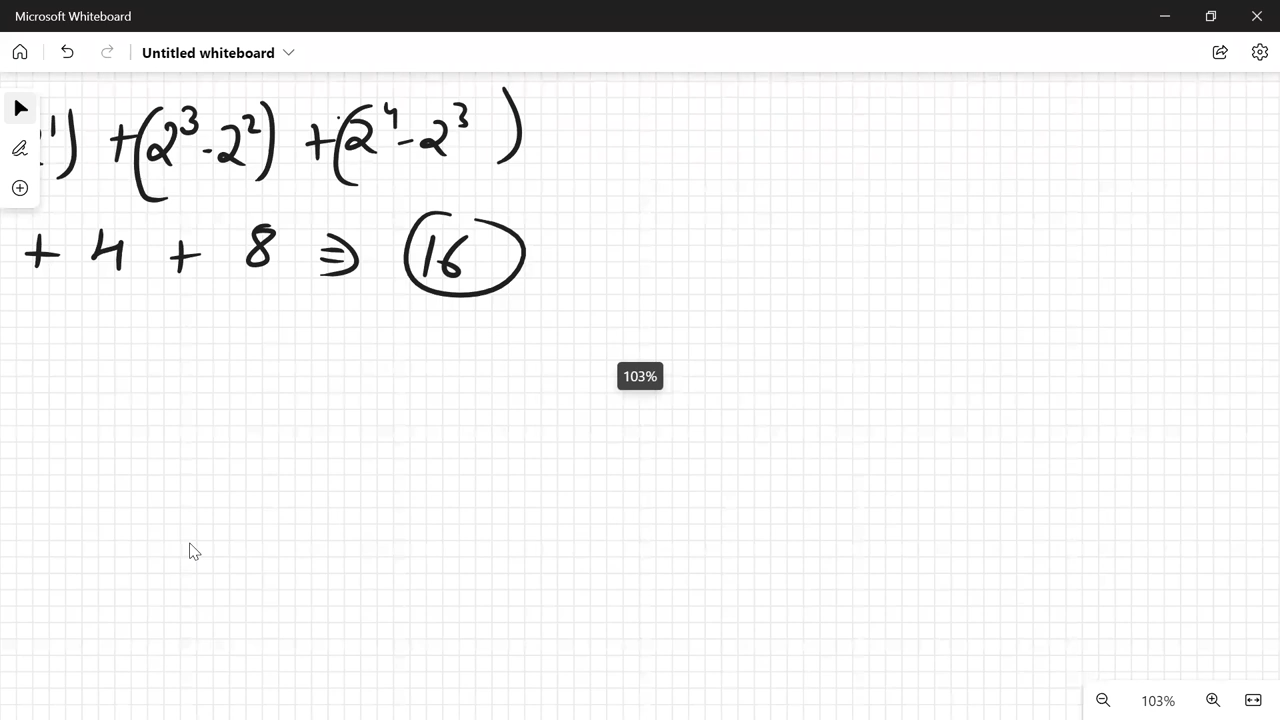 Microsoft Whiteboard
Untitled whiteboard
¹) + (2³ - 2²) + (2⁴ - 2³)
+ 4 + 8 ⇒ 16
103%
103%